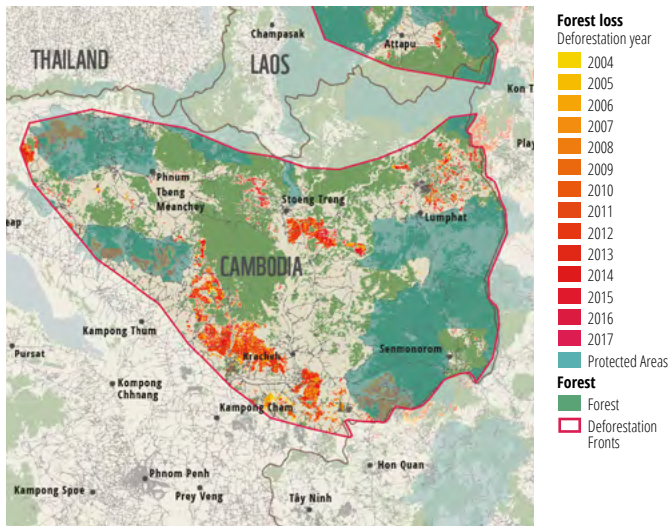 Champasak
Attapu
THAILAND
LAOS
Kon T
Play
Phnum
Tbeng
Meanchey
Stoeng Treng
Lumphat
eap
CAMBODIA
Kampong Thum
Pursat
Kracheh
Senmonorom
Kompong
Chhnang
Kampong Cham
Hon Quan
Phnom Penh
Kampong Spoe
Prey Veng
Tây Ninh
Forest loss
Deforestation year
2004
2005
2006
2007
2008
2009
2010
2011
2012
2013
2014
2015
2016
2017
Protected Areas
Forest
Forest
Deforestation
Fronts